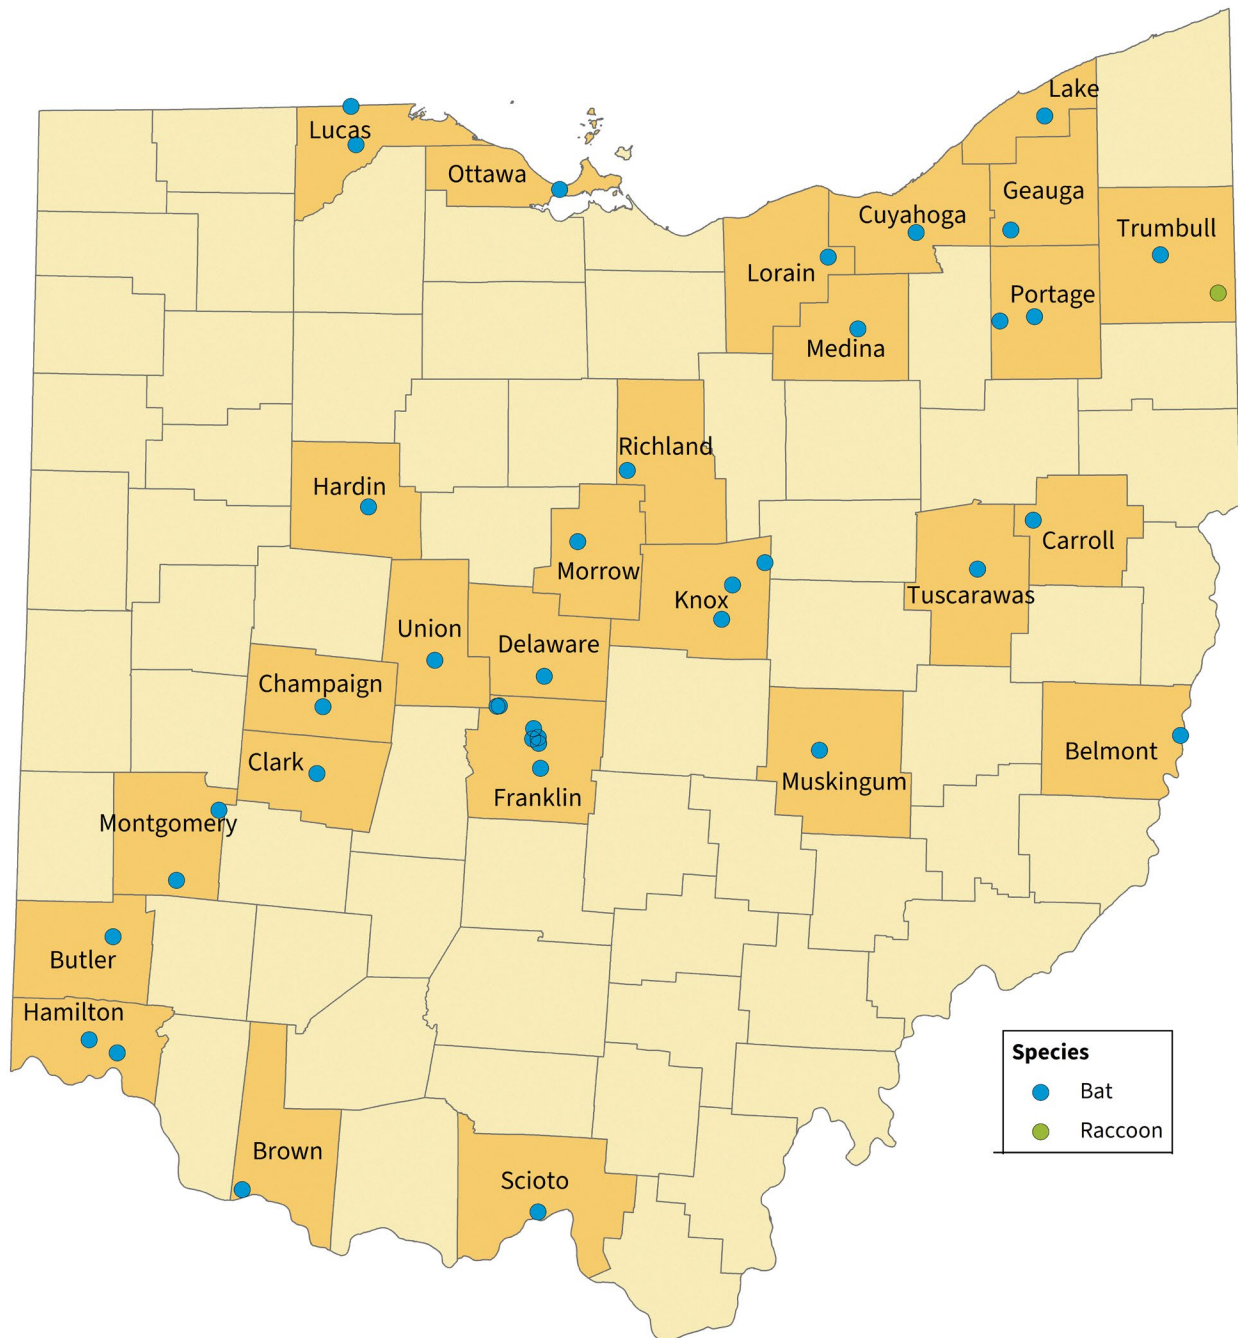 Lake
Lucas
Ottawa
Geauga
Cuyahoga
Trumbull
Lorain
Portage
Medina
Richland
Hardin
Carroll
Morrow
Tuscarawas
Knox
Union
Delaware
Champaign
Belmont
Clark
Muskingum
Franklin
Montgomery
Butler
Hamilton
Species
Bat
Raccoon
Brown
Scioto